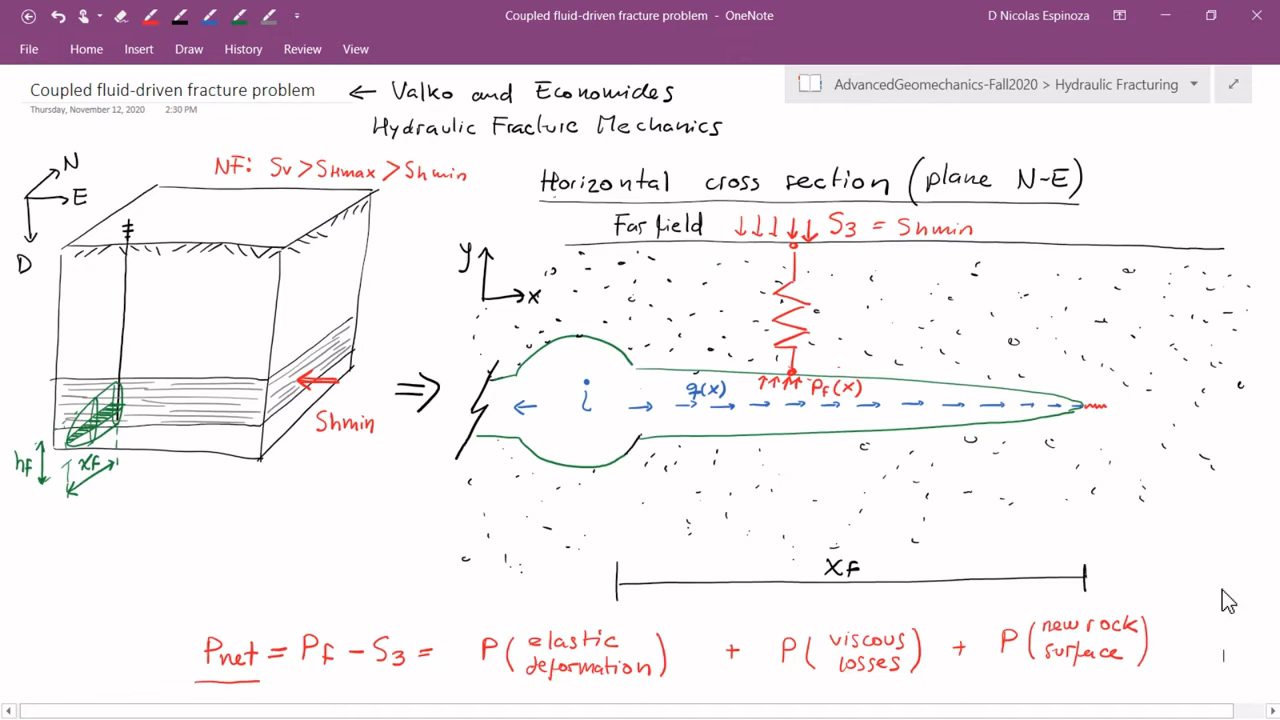 Coupled fluid-driven fracture problem - OneNote
D Nicolas Espinoza
File Home Insert Draw History Review View
Coupled fluid-driven fracture problem
Thursday, November 12, 2020 2:30 PM
← Valko and Economides
Hydraulic Fracture Mechanics
AdvancedGeomechanics-Fall2020 > Hydraulic Fracturing
N
E
D
NF: Sv > SHmax > Shmin
Horizontal cross section (plane N-E)
Far field ↓↓↓↓↓ S3 = Shmin
y
x
⇒
q(x)
Pf(x)
i
Shmin
hf
xf
xf
Pnet = Pf - S3 = P(elastic deformation) + P(viscous losses) + P(new rock surface)